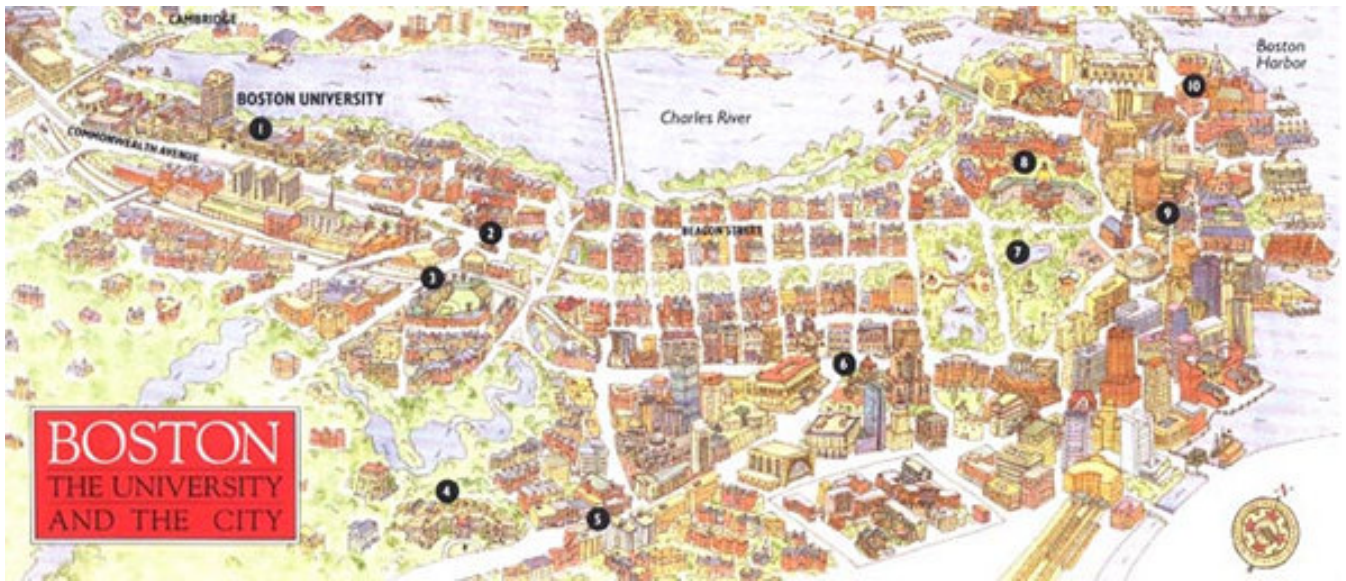 CAMBRIDGE
Boston
Harbor
BOSTON UNIVERSITY
Charles River
COMMONWEALTH AVENUE
BEACON STREET
1
2
3
4
5
6
7
8
9
10
BOSTON
THE UNIVERSITY
AND THE CITY